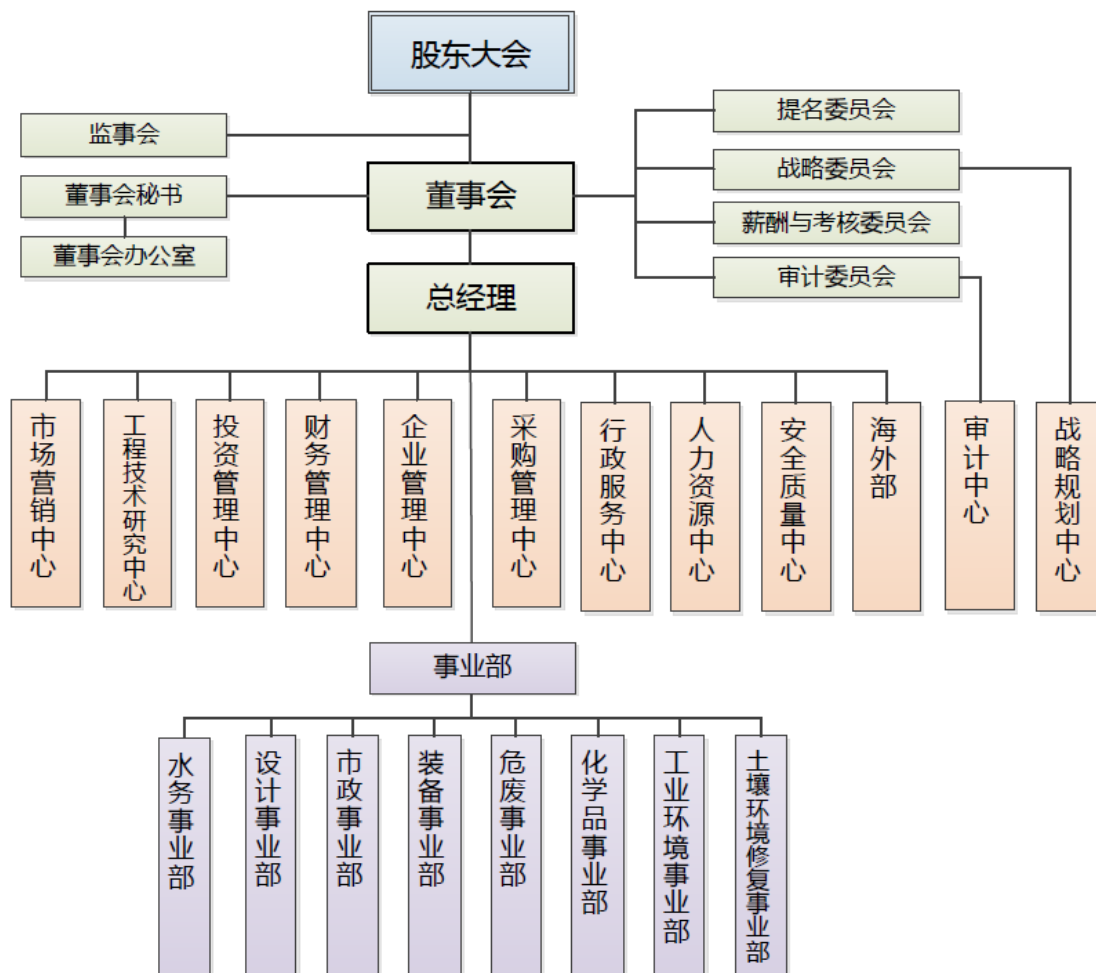 股东大会
监事会
提名委员会
董事会秘书
董事会
战略委员会
董事会办公室
薪酬与考核委员会
总经理
审计委员会
市场营销中心
工程技术研究中心
投资管理中心
财务管理中心
企业管理中心
采购管理中心
行政服务中心
人力资源中心
安全质量中心
海外部
审计中心
战略规划中心
事业部
水务事业部
设计事业部
市政事业部
装备事业部
危废事业部
化学品事业部
工业环境事业部
土壤环境修复事业部